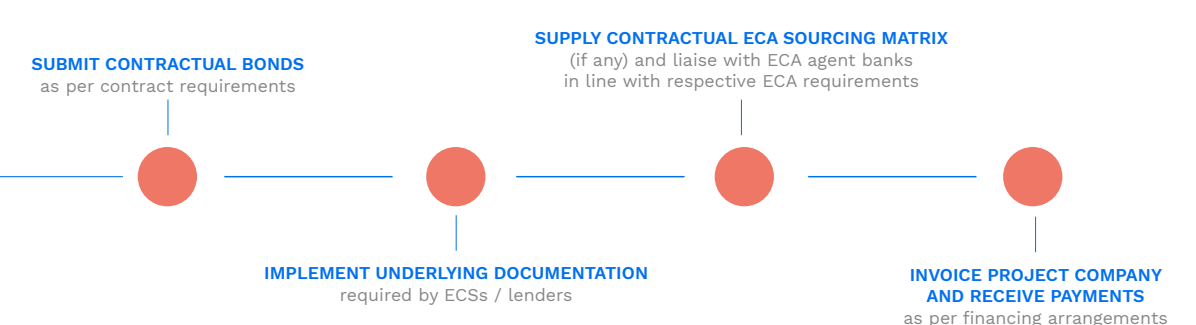 SUBMIT CONTRACTUAL BONDS
as per contract requirements
IMPLEMENT UNDERLYING DOCUMENTATION
required by ECSs / lenders
SUPPLY CONTRACTUAL ECA SOURCING MATRIX
(if any) and liaise with ECA agent banks
in line with respective ECA requirements
INVOICE PROJECT COMPANY
AND RECEIVE PAYMENTS
as per financing arrangements